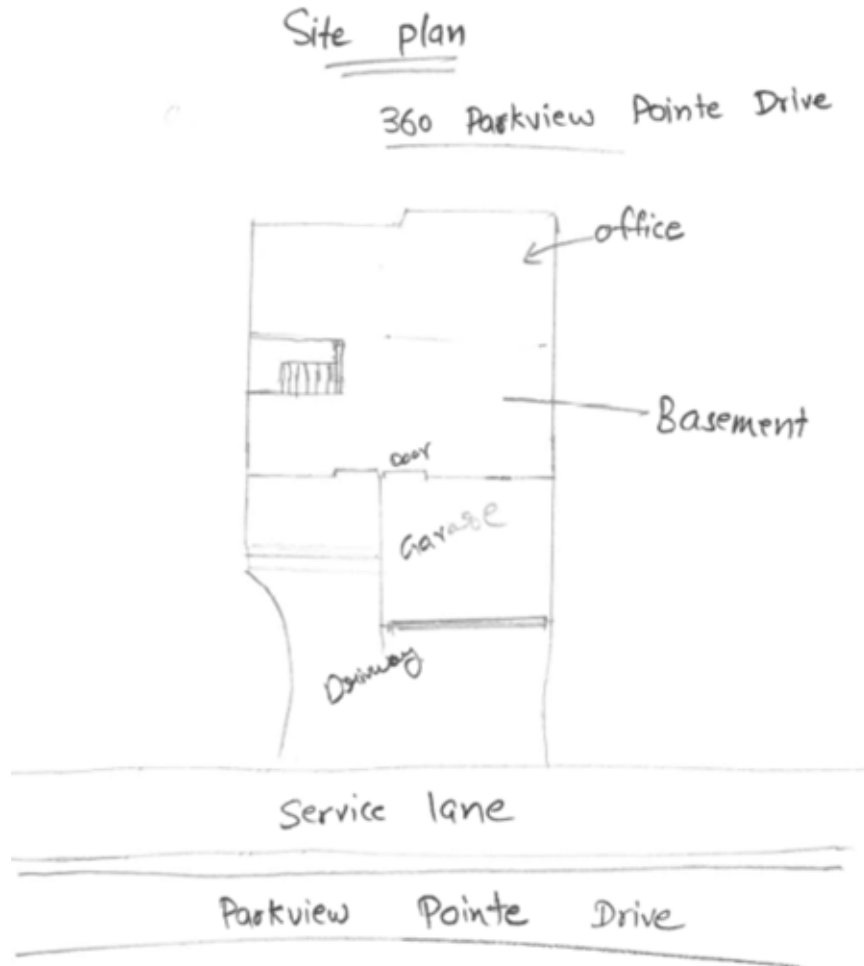 Site plan
360 Parkview Pointe Drive
office
Basement
Door
Garage
Driveway
Service lane
Parkview Pointe Drive